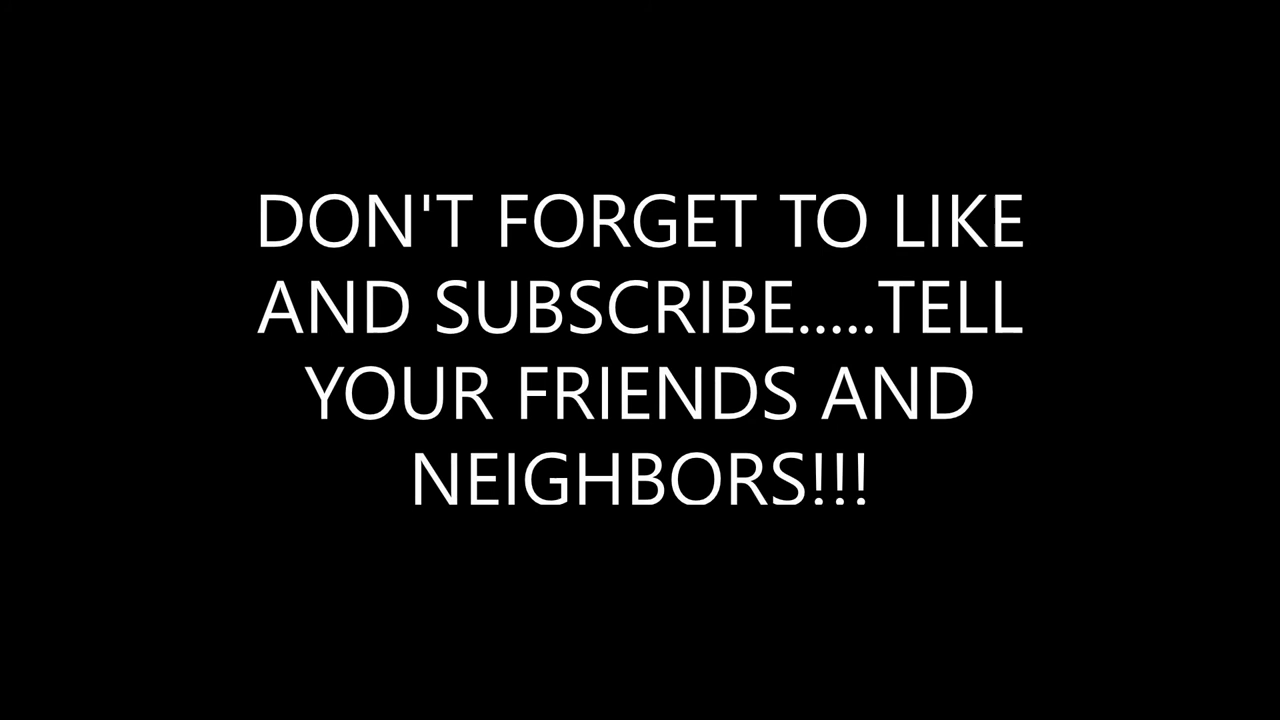 DON'T FORGET TO LIKE
AND SUBSCRIBE.....TELL
YOUR FRIENDS AND
NEIGHBORS!!!